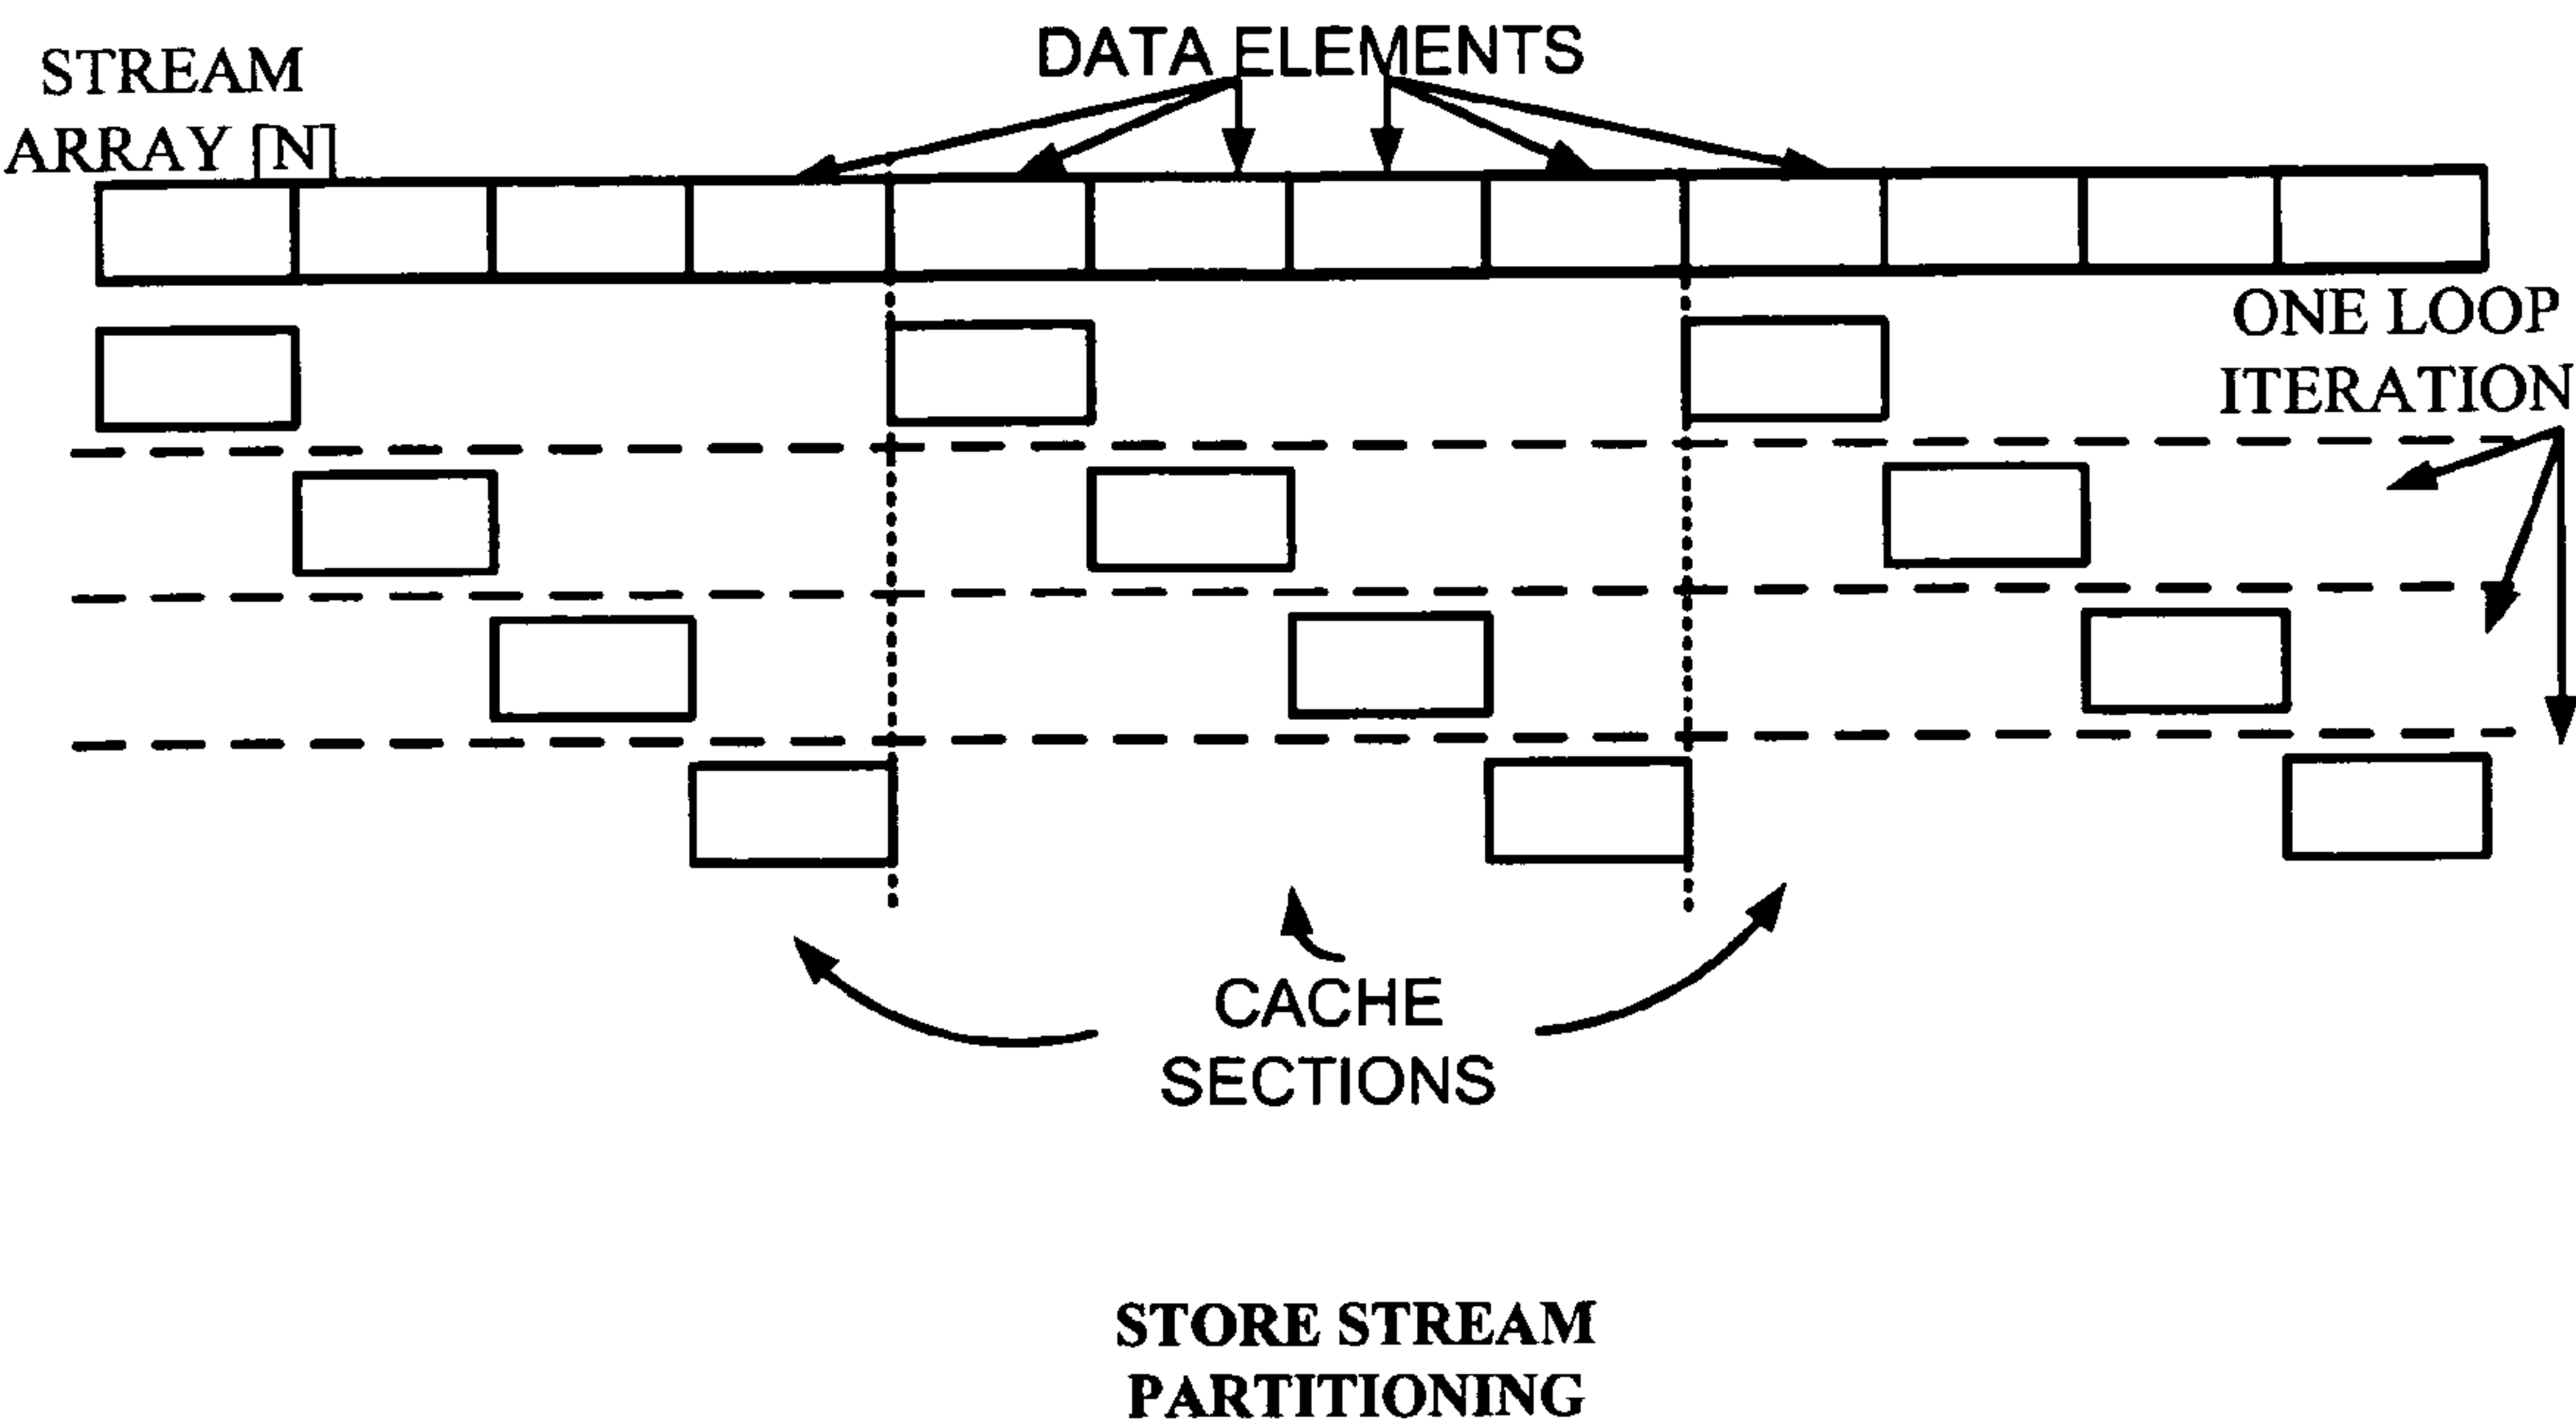 DATA ELEMENTS
STREAM
ARRAY [N]
ONE LOOP
ITERATION
CACHE
SECTIONS
STORE STREAM
PARTITIONING